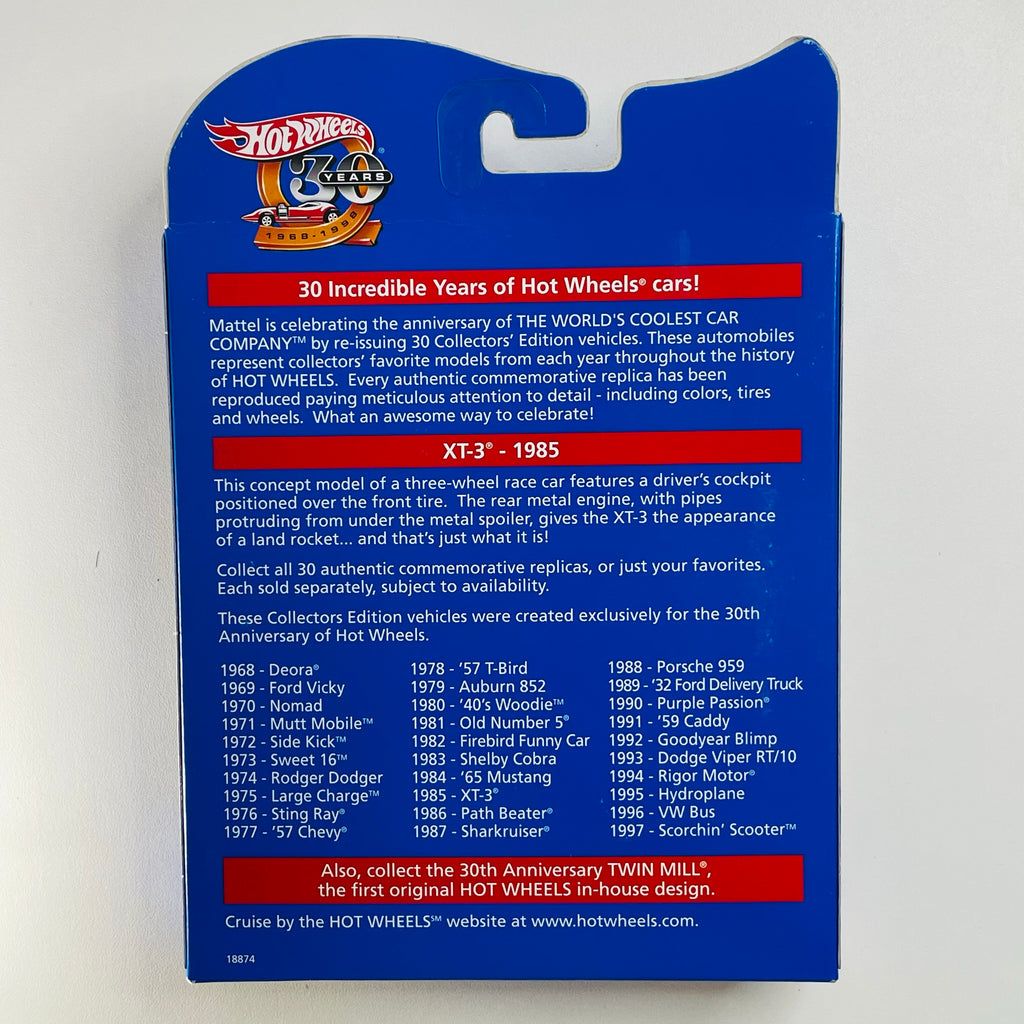 HOT WHEELS®
30
YEARS
1968-1998
30 Incredible Years of Hot Wheels® cars!
Mattel is celebrating the anniversary of THE WORLD'S COOLEST CAR
COMPANY™ by re-issuing 30 Collectors' Edition vehicles. These automobiles
represent collectors' favorite models from each year throughout the history
of HOT WHEELS. Every authentic commemorative replica has been
reproduced paying meticulous attention to detail - including colors, tires
and wheels. What an awesome way to celebrate!
XT-3® - 1985
This concept model of a three-wheel race car features a driver's cockpit
positioned over the front tire. The rear metal engine, with pipes
protruding from under the metal spoiler, gives the XT-3 the appearance
of a land rocket... and that's just what it is!
Collect all 30 authentic commemorative replicas, or just your favorites.
Each sold separately, subject to availability.
These Collectors Edition vehicles were created exclusively for the 30th
Anniversary of Hot Wheels.
1968 - Deora®
1969 - Ford Vicky
1970 - Nomad
1971 - Mutt Mobile™
1972 - Side Kick™
1973 - Sweet 16™
1974 - Rodger Dodger
1975 - Large Charge™
1976 - Sting Ray®
1977 - '57 Chevy®
1978 - '57 T-Bird
1979 - Auburn 852
1980 - '40's Woodie™
1981 - Old Number 5®
1982 - Firebird Funny Car
1983 - Shelby Cobra
1984 - '65 Mustang
1985 - XT-3®
1986 - Path Beater®
1987 - Sharkruiser®
1988 - Porsche 959
1989 - '32 Ford Delivery Truck
1990 - Purple Passion®
1991 - '59 Caddy
1992 - Goodyear Blimp
1993 - Dodge Viper RT/10
1994 - Rigor Motor®
1995 - Hydroplane
1996 - VW Bus
1997 - Scorchin' Scooter™
Also, collect the 30th Anniversary TWIN MILL®,
the first original HOT WHEELS in-house design.
Cruise by the HOT WHEELS℠ website at www.hotwheels.com.
18874